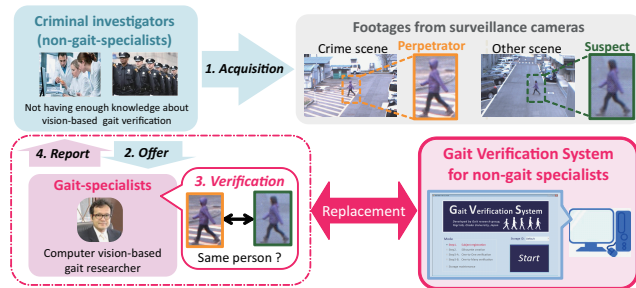 Criminal investigators
(non-gait-specialists)
Not having enough knowledge about
vision-based gait verification
1. Acquisition
Footages from surveillance cameras
Crime scene
Perpetrator
Other scene
Suspect
4. Report
2. Offer
Gait-specialists
Computer vision-based
gait researcher
3. Verification
Same person ?
Replacement
Gait Verification System
for non-gait specialists
Gait Verification System
Start